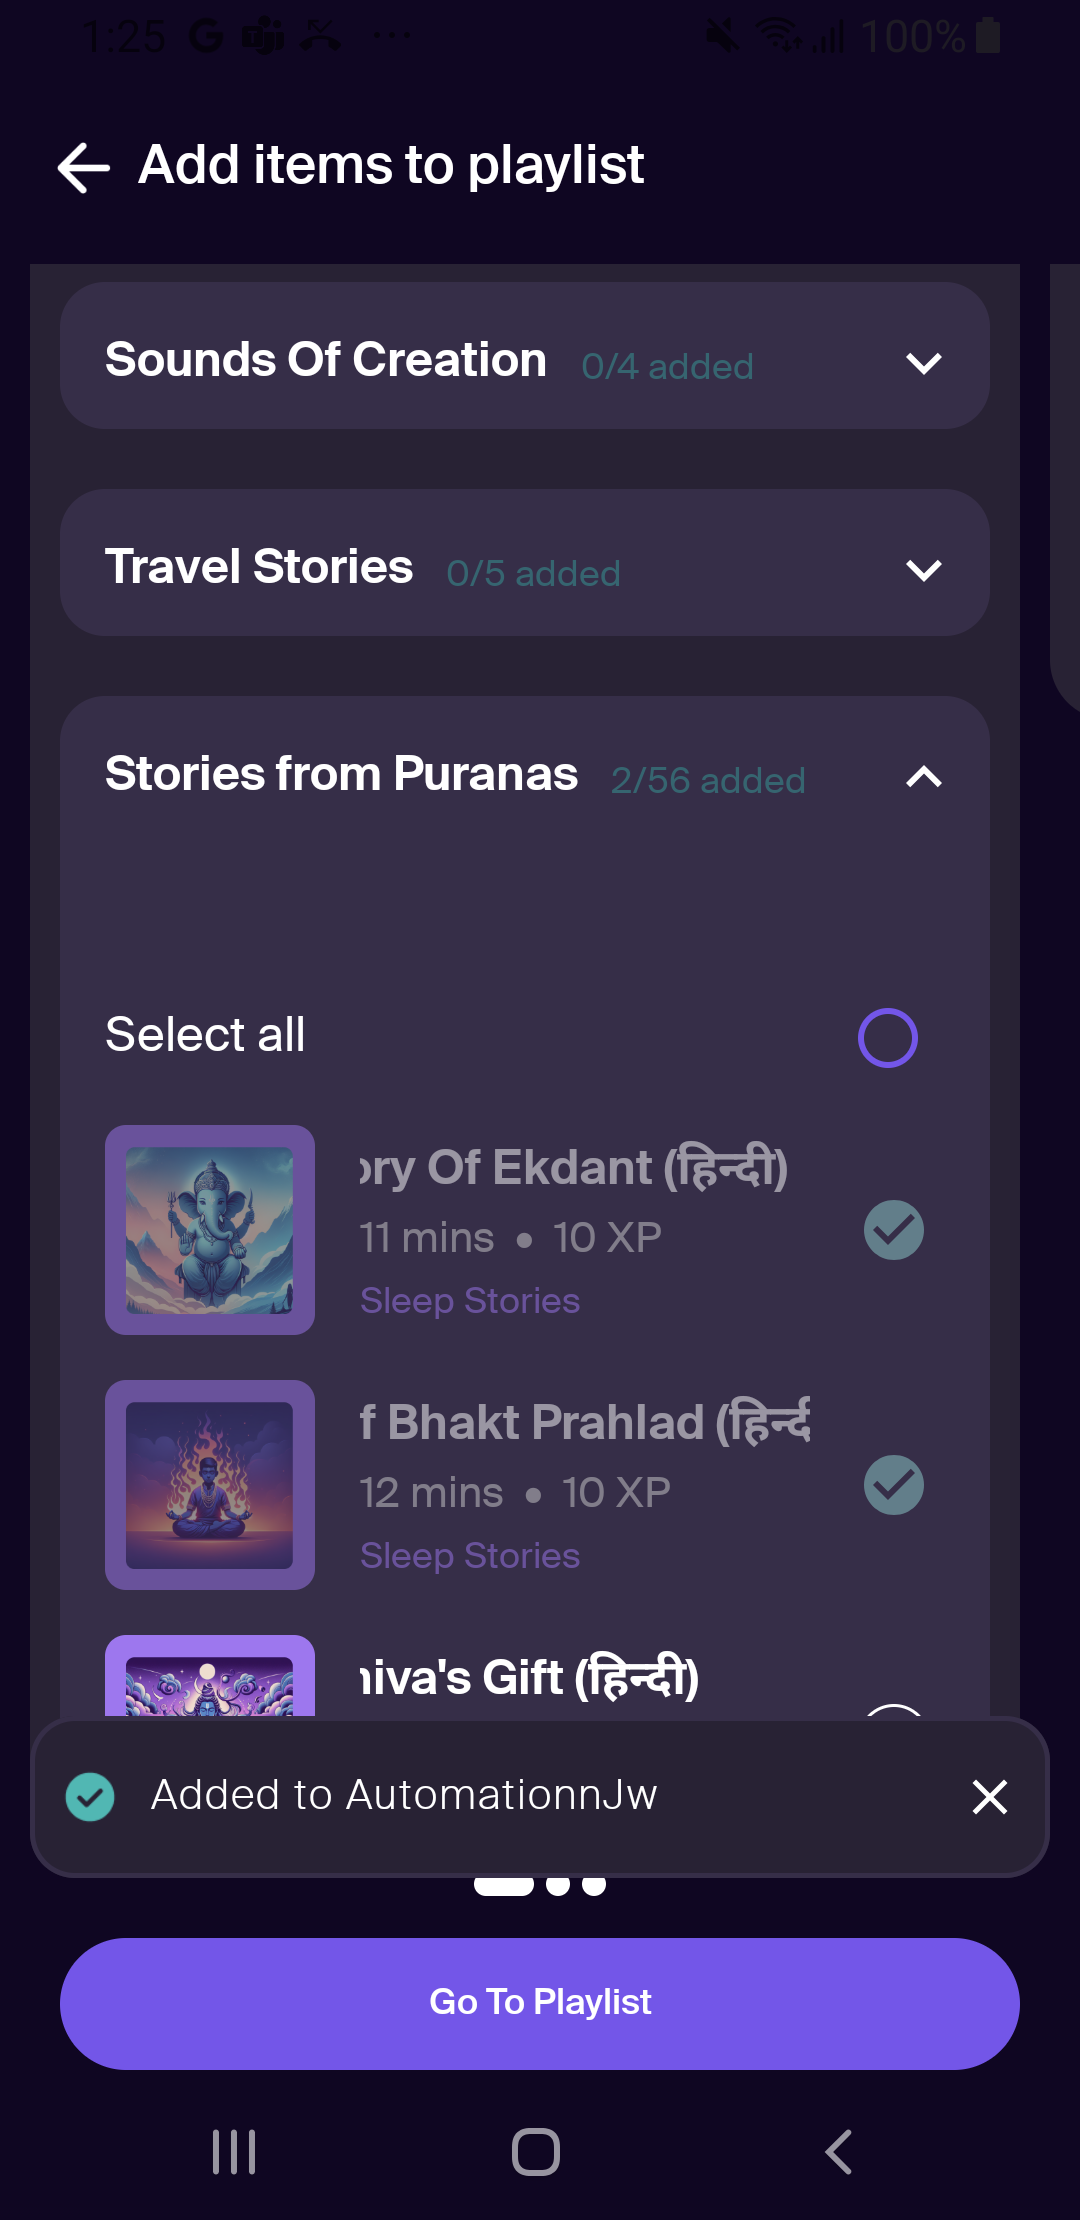 1:25 100%
Add items to playlist
Sounds Of Creation 0/4 added
Travel Stories 0/5 added
Stories from Puranas 2/56 added
Select all
ory Of Ekdant (हिन्दी)
11 mins • 10 XP
Sleep Stories
f Bhakt Prahlad (हिन्दी
12 mins • 10 XP
Sleep Stories
hiva's Gift (हिन्दी)
Added to AutomationnJw
Go To Playlist